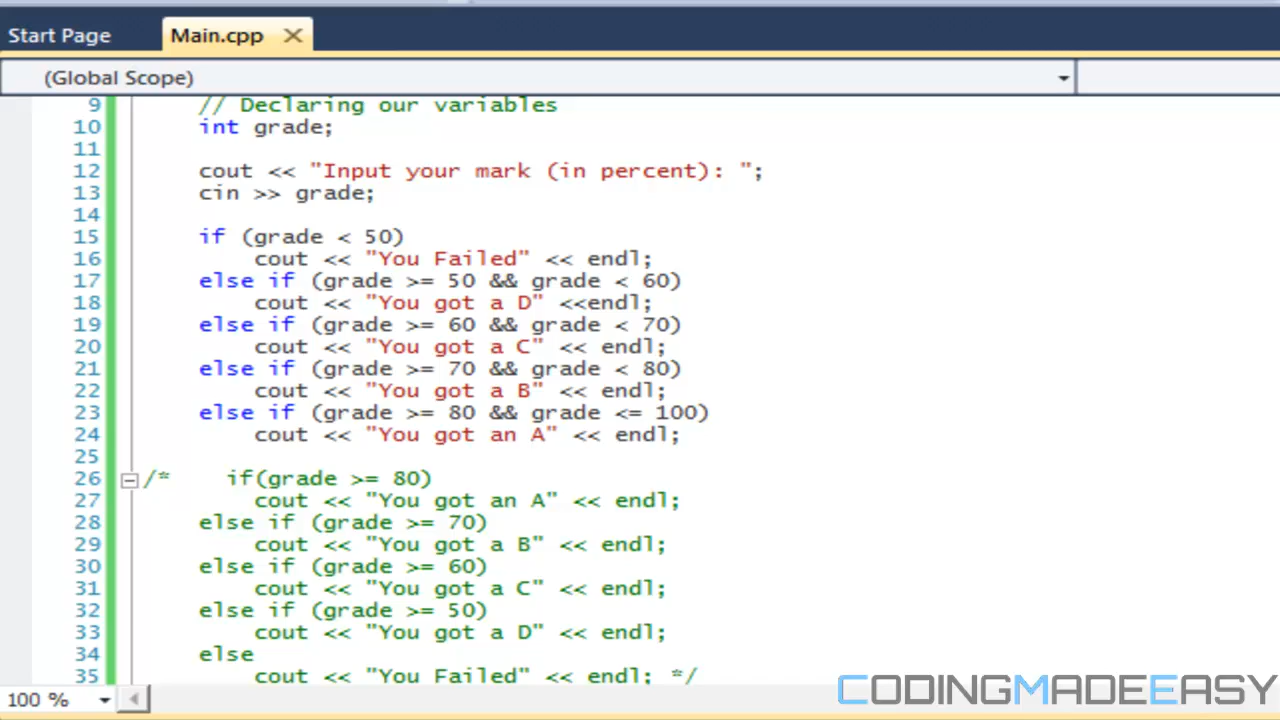 Start Page
Main.cpp
(Global Scope)
9 // Declaring our variables
10 int grade;
11
12 cout << "Input your mark (in percent): ";
13 cin >> grade;
14
15 if (grade < 50)
16 cout << "You Failed" << endl;
17 else if (grade >= 50 && grade < 60)
18 cout << "You got a D" <<endl;
19 else if (grade >= 60 && grade < 70)
20 cout << "You got a C" << endl;
21 else if (grade >= 70 && grade < 80)
22 cout << "You got a B" << endl;
23 else if (grade >= 80 && grade <= 100)
24 cout << "You got an A" << endl;
25
26 /* if(grade >= 80)
27 cout << "You got an A" << endl;
28 else if (grade >= 70)
29 cout << "You got a B" << endl;
30 else if (grade >= 60)
31 cout << "You got a C" << endl;
32 else if (grade >= 50)
33 cout << "You got a D" << endl;
34 else
35 cout << "You Failed" << endl; */
100 %
CODINGMADEEASY